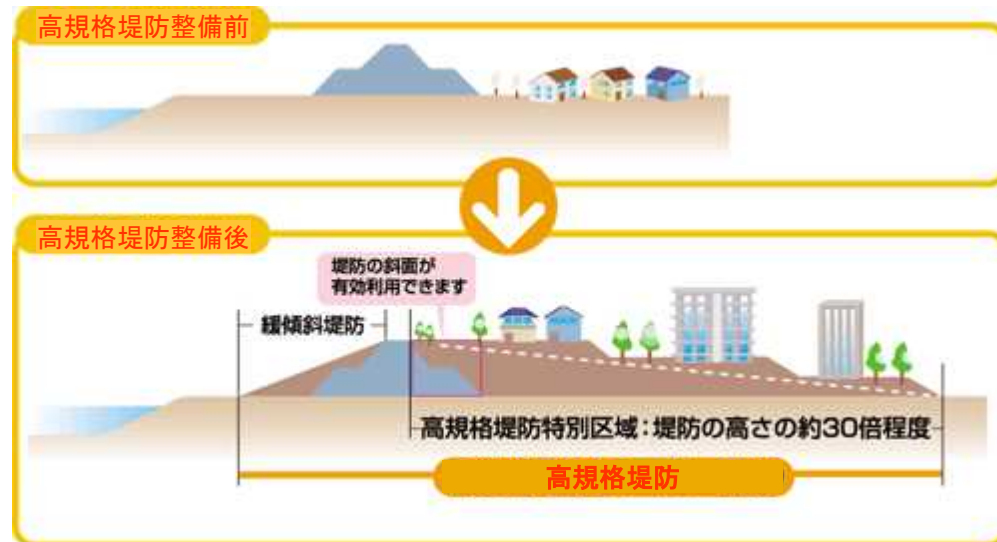 高規格堤防整備前
高規格堤防整備後
堤防の斜面が
有効利用できます
緩傾斜堤防
高規格堤防特別区域：堤防の高さの約30倍程度
高規格堤防